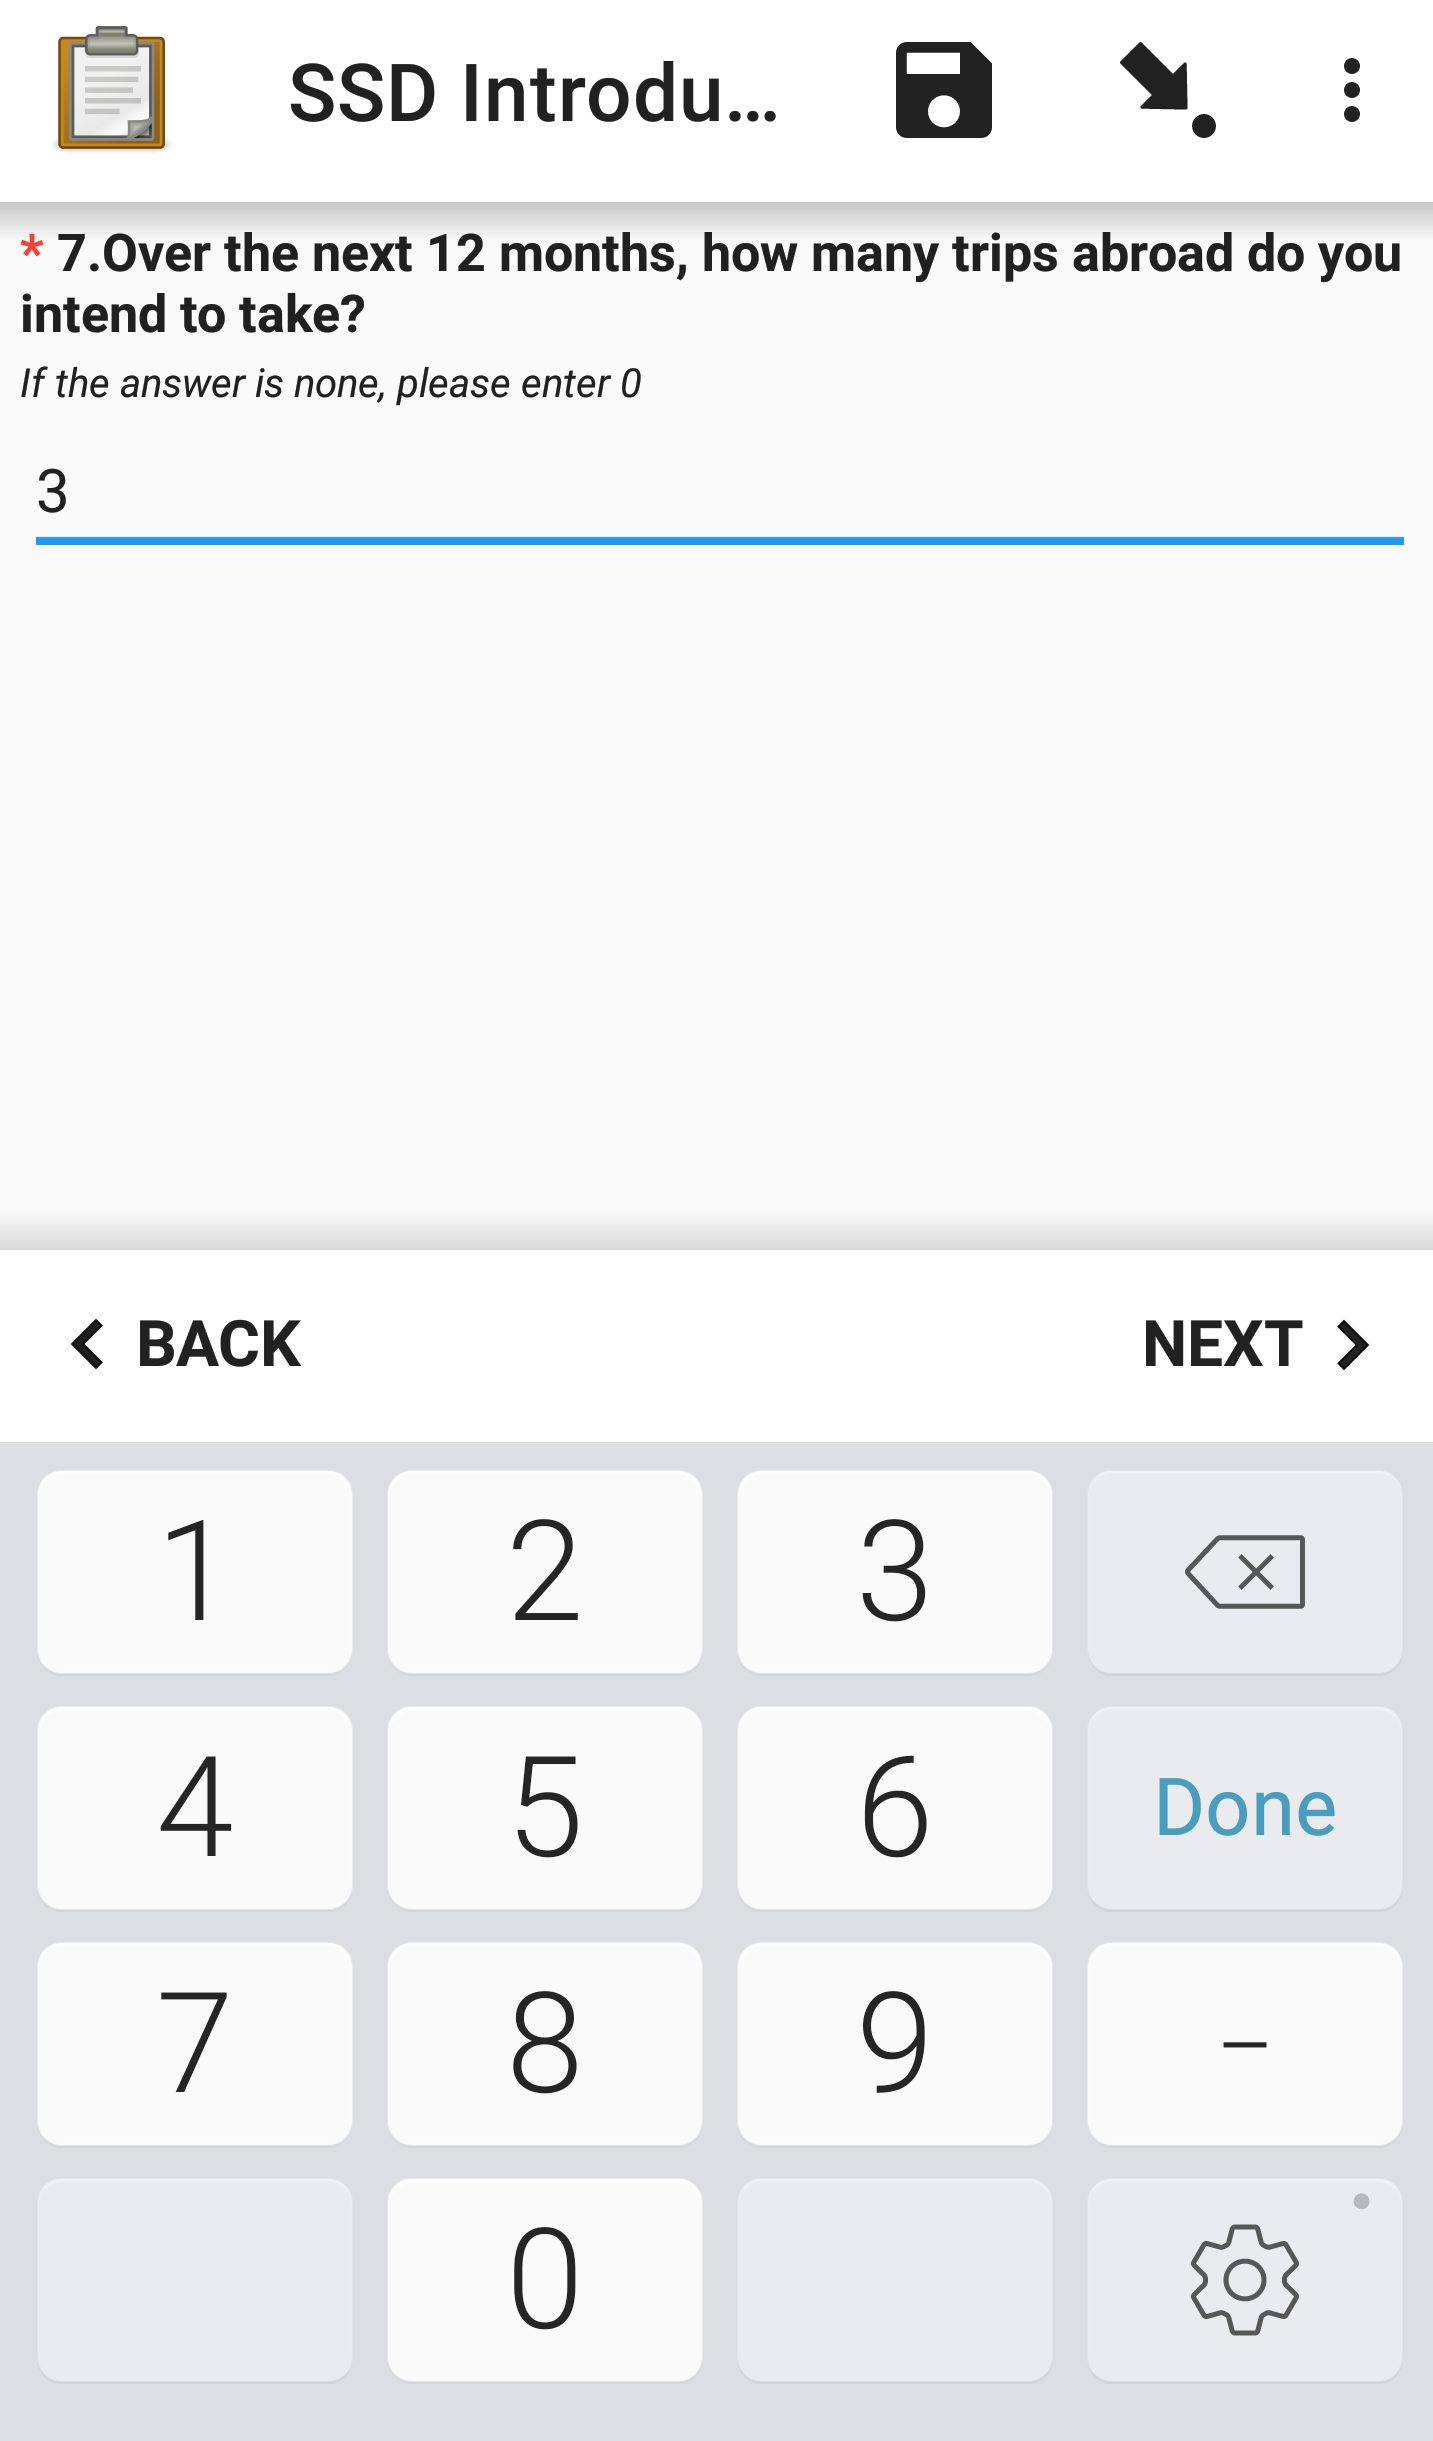 SSD Introdu...
* 7.Over the next 12 months, how many trips abroad do you
intend to take?
If the answer is none, please enter 0
3
BACK NEXT
1 2 3
4 5 6 Done
7 8 9 –
0